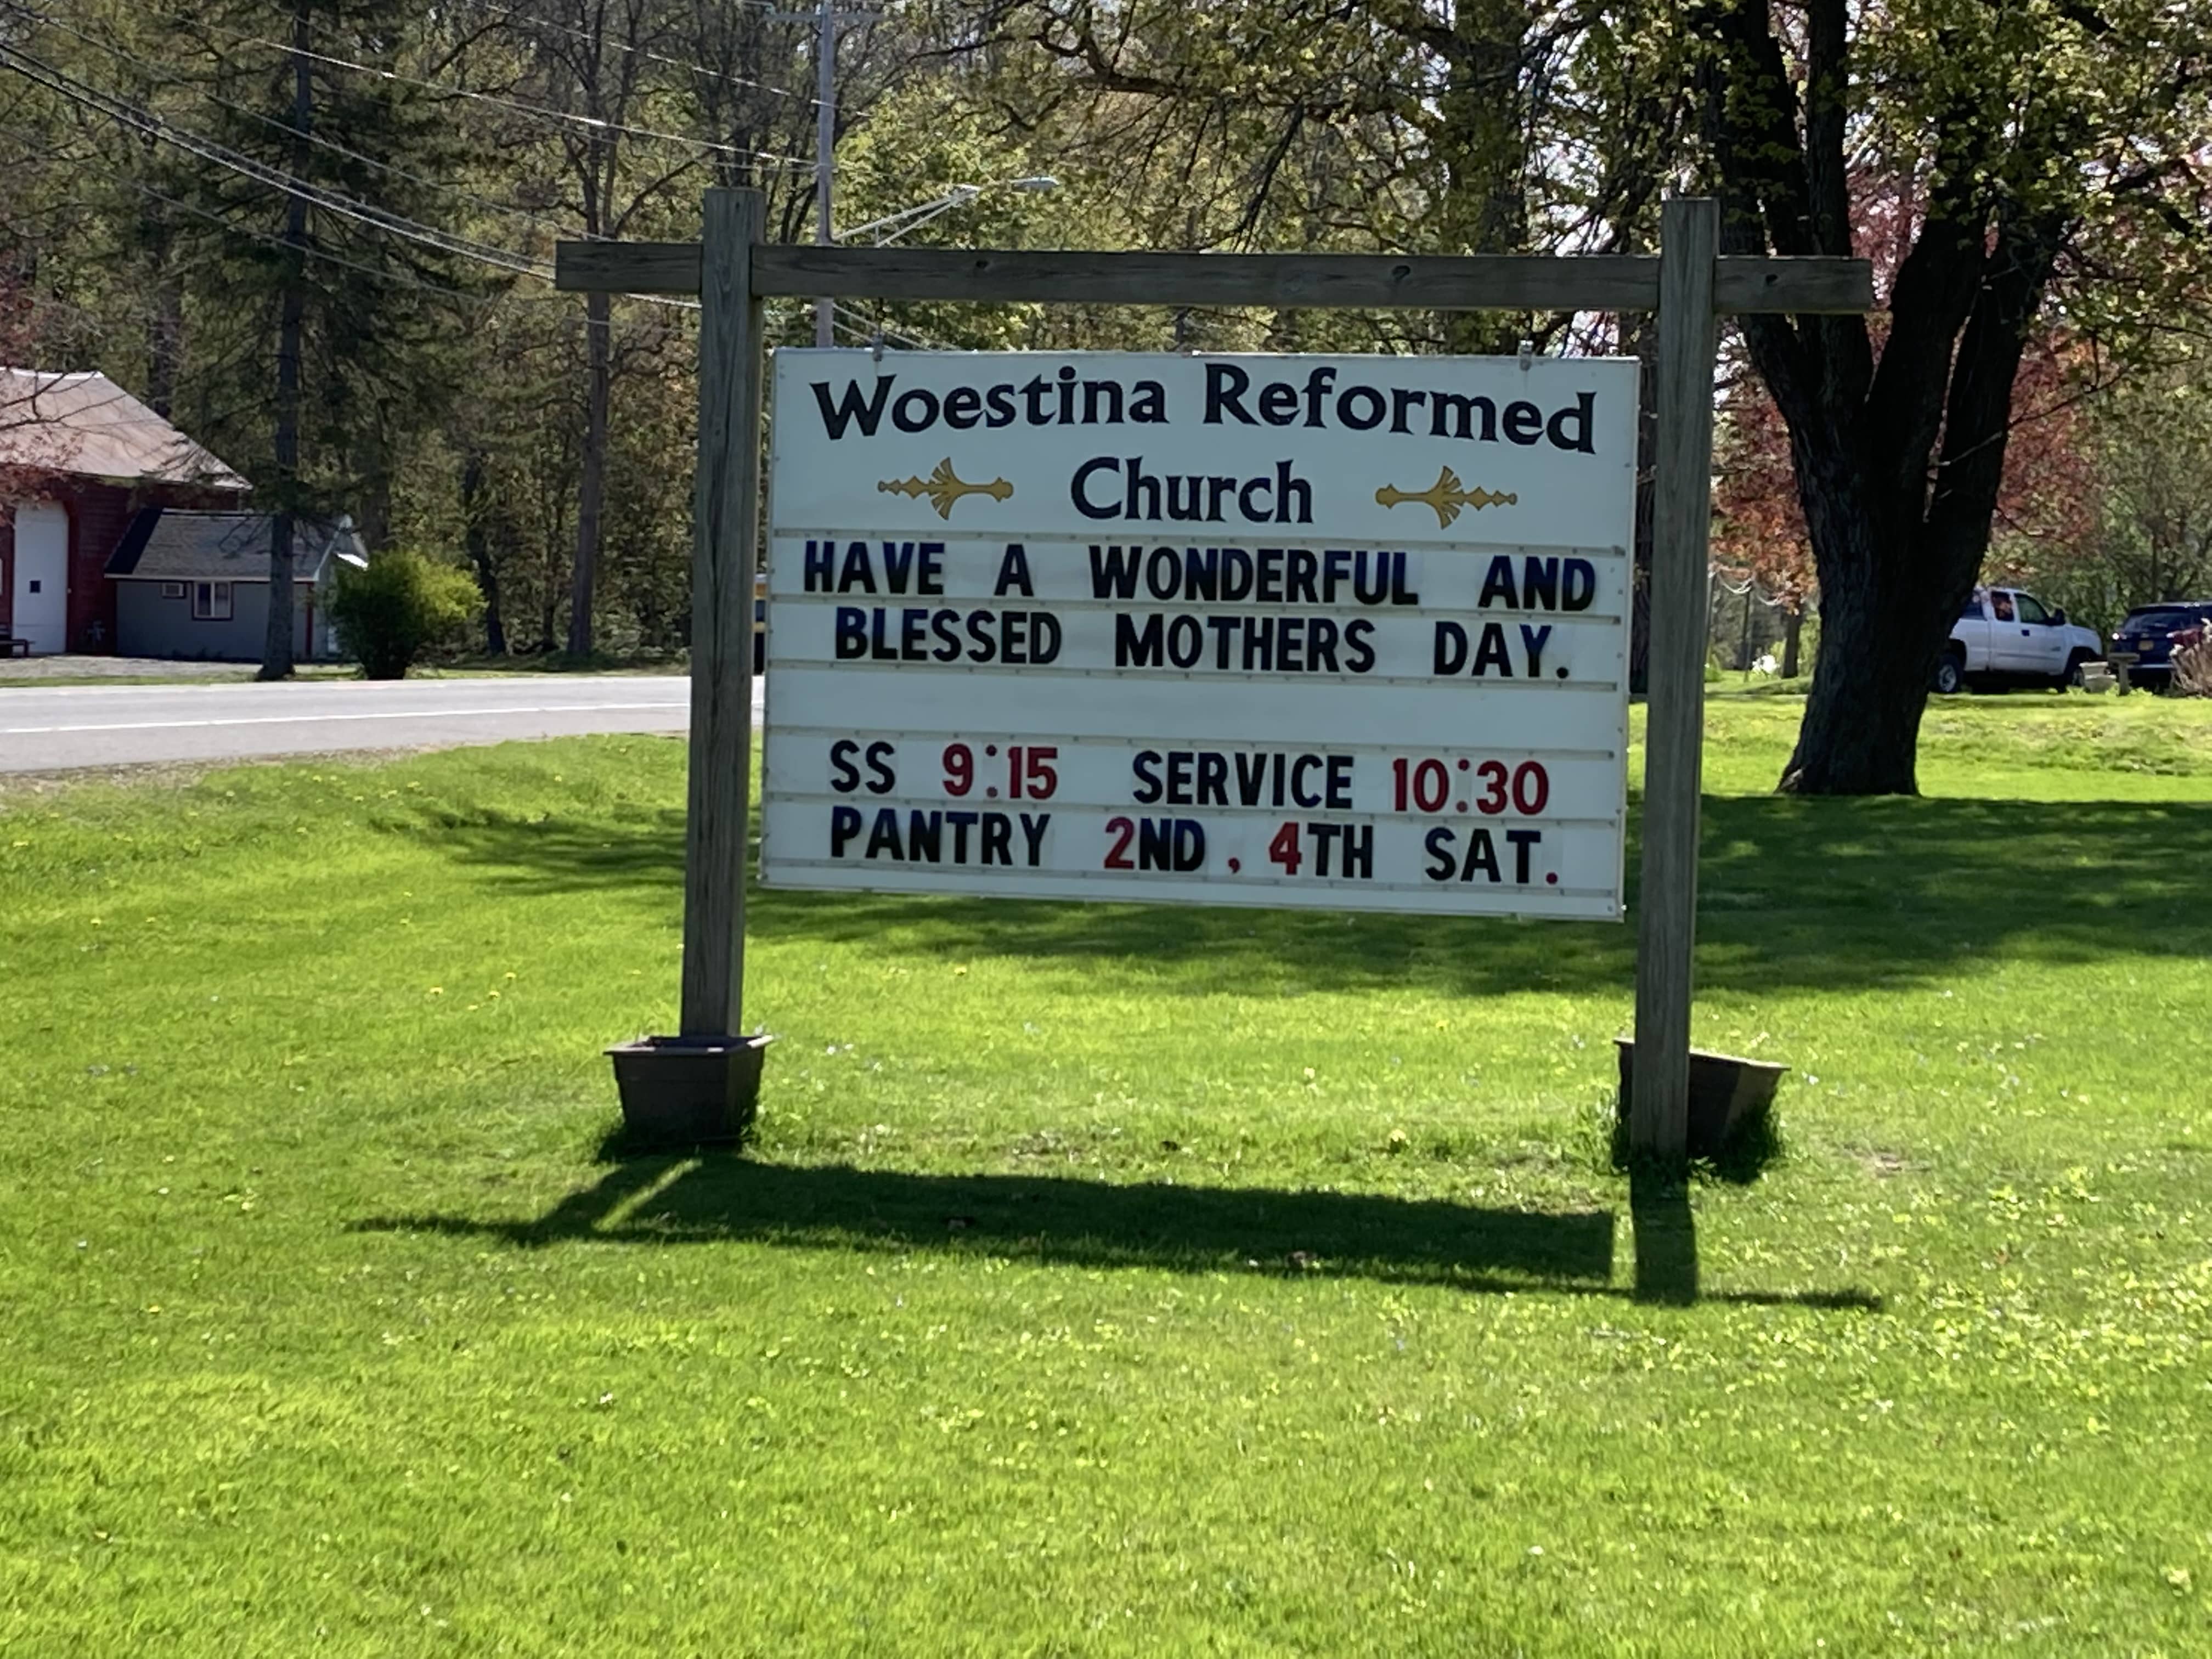 Woestina Reformed
Church
HAVE A WONDERFUL AND
BLESSED MOTHERS DAY.
SS 9:15 SERVICE 10:30
PANTRY 2ND, 4TH SAT.